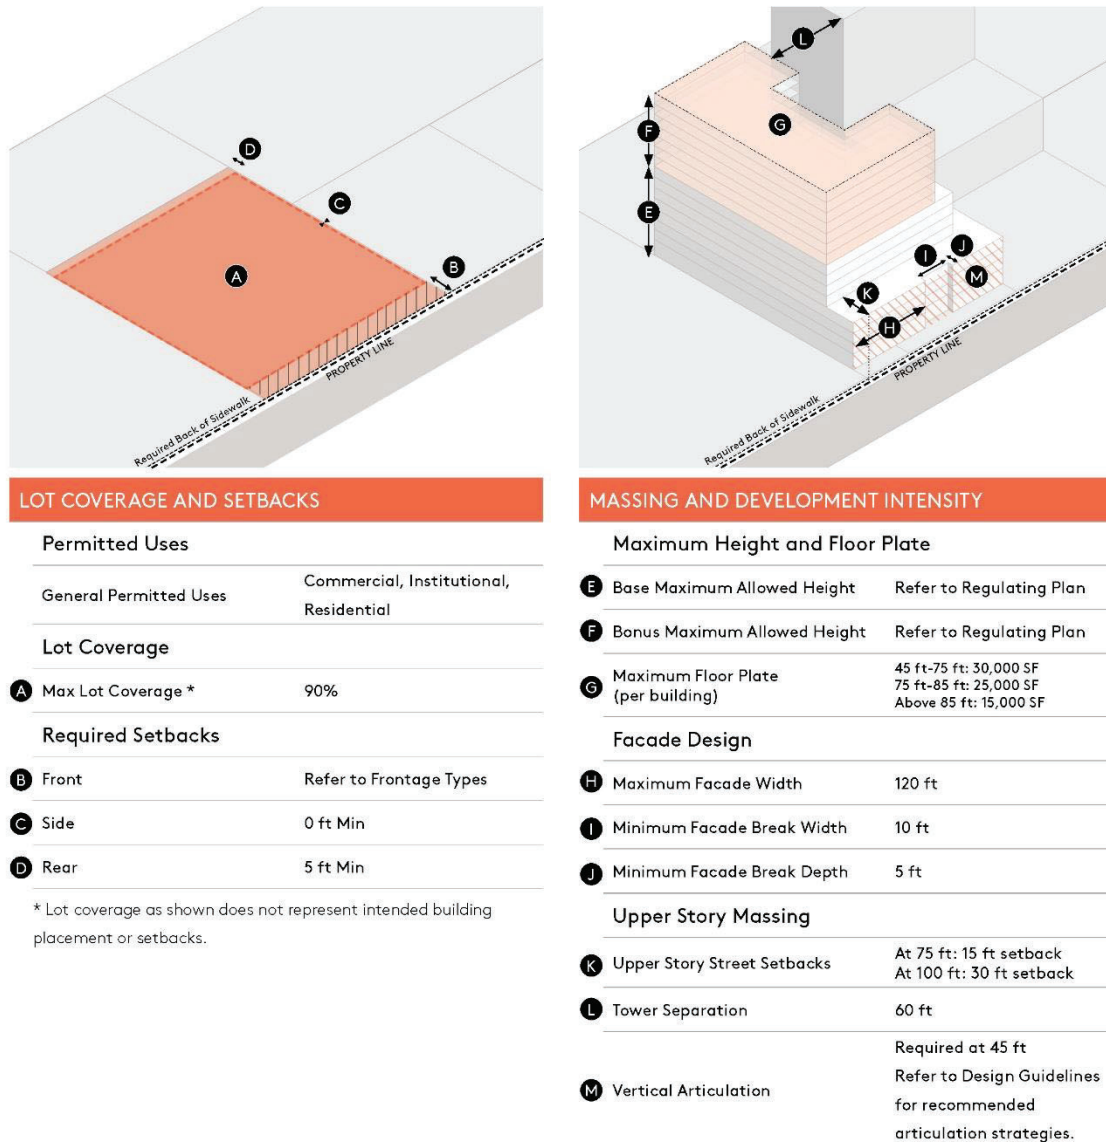 D
C
B
A
PROPERTY LINE
Required Back of Sidewalk
L
G
F
E
J
I
M
K
H
PROPERTY LINE
Required Back of Sidewalk
LOT COVERAGE AND SETBACKS
Permitted Uses
General Permitted Uses Commercial, Institutional,
Residential
Lot Coverage
A Max Lot Coverage * 90%
Required Setbacks
B Front Refer to Frontage Types
C Side 0 ft Min
D Rear 5 ft Min
* Lot coverage as shown does not represent intended building
placement or setbacks.
MASSING AND DEVELOPMENT INTENSITY
Maximum Height and Floor Plate
E Base Maximum Allowed Height Refer to Regulating Plan
F Bonus Maximum Allowed Height Refer to Regulating Plan
G Maximum Floor Plate
(per building)
45 ft-75 ft: 30,000 SF
75 ft-85 ft: 25,000 SF
Above 85 ft: 15,000 SF
Facade Design
H Maximum Facade Width 120 ft
I Minimum Facade Break Width 10 ft
J Minimum Facade Break Depth 5 ft
Upper Story Massing
K Upper Story Street Setbacks At 75 ft: 15 ft setback
At 100 ft: 30 ft setback
L Tower Separation 60 ft
M Vertical Articulation
Required at 45 ft
Refer to Design Guidelines
for recommended
articulation strategies.